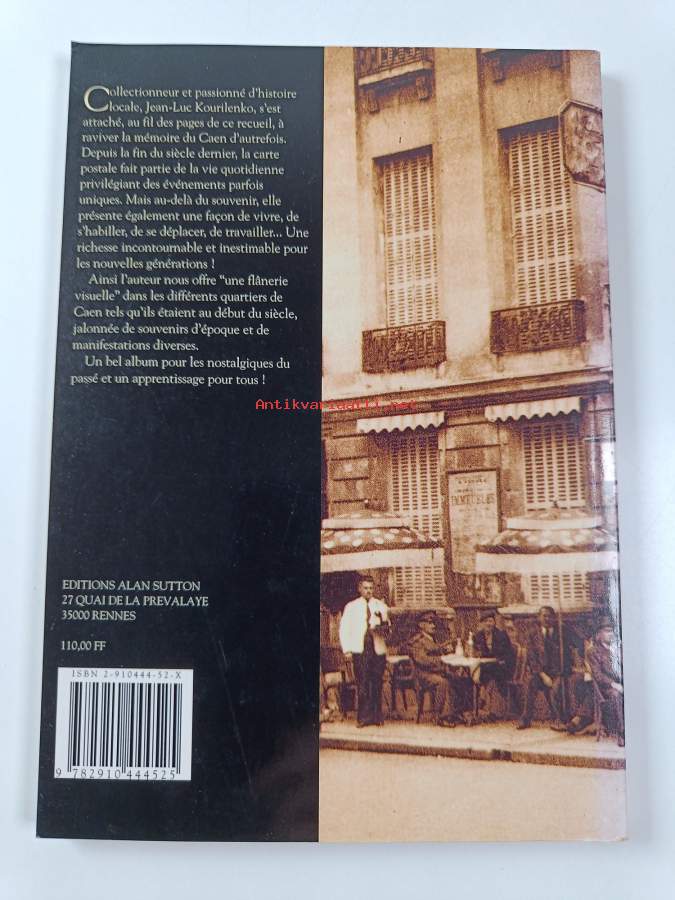 Collectionneur et passionné d'histoire
locale, Jean-Luc Kourilenko, s'est
attaché, au fil des pages de ce recueil, à
raviver la mémoire du Caen d'autrefois.
Depuis la fin du siècle dernier, la carte
postale fait partie de la vie quotidienne
privilégiant des événements parfois
uniques. Mais au-delà du souvenir, elle
présente également une façon de vivre, de
s'habiller, de se déplacer, de travailler... Une
richesse incontournable et inestimable pour
les nouvelles générations !
Ainsi l'auteur nous offre "une flânerie
visuelle" dans les différents quartiers de
Caen tels qu'ils étaient au début du siècle,
jalonnée de souvenirs d'époque et de
manifestations diverses.
Un bel album pour les nostalgiques du
passé et un apprentissage pour tous !
Antikvariaatti.net
EDITIONS ALAN SUTTON
27 QUAI DE LA PREVALAYE
35000 RENNES
110,00 FF
ISBN 2-910444-52-X
9 782910 444525
IMMEUBLES